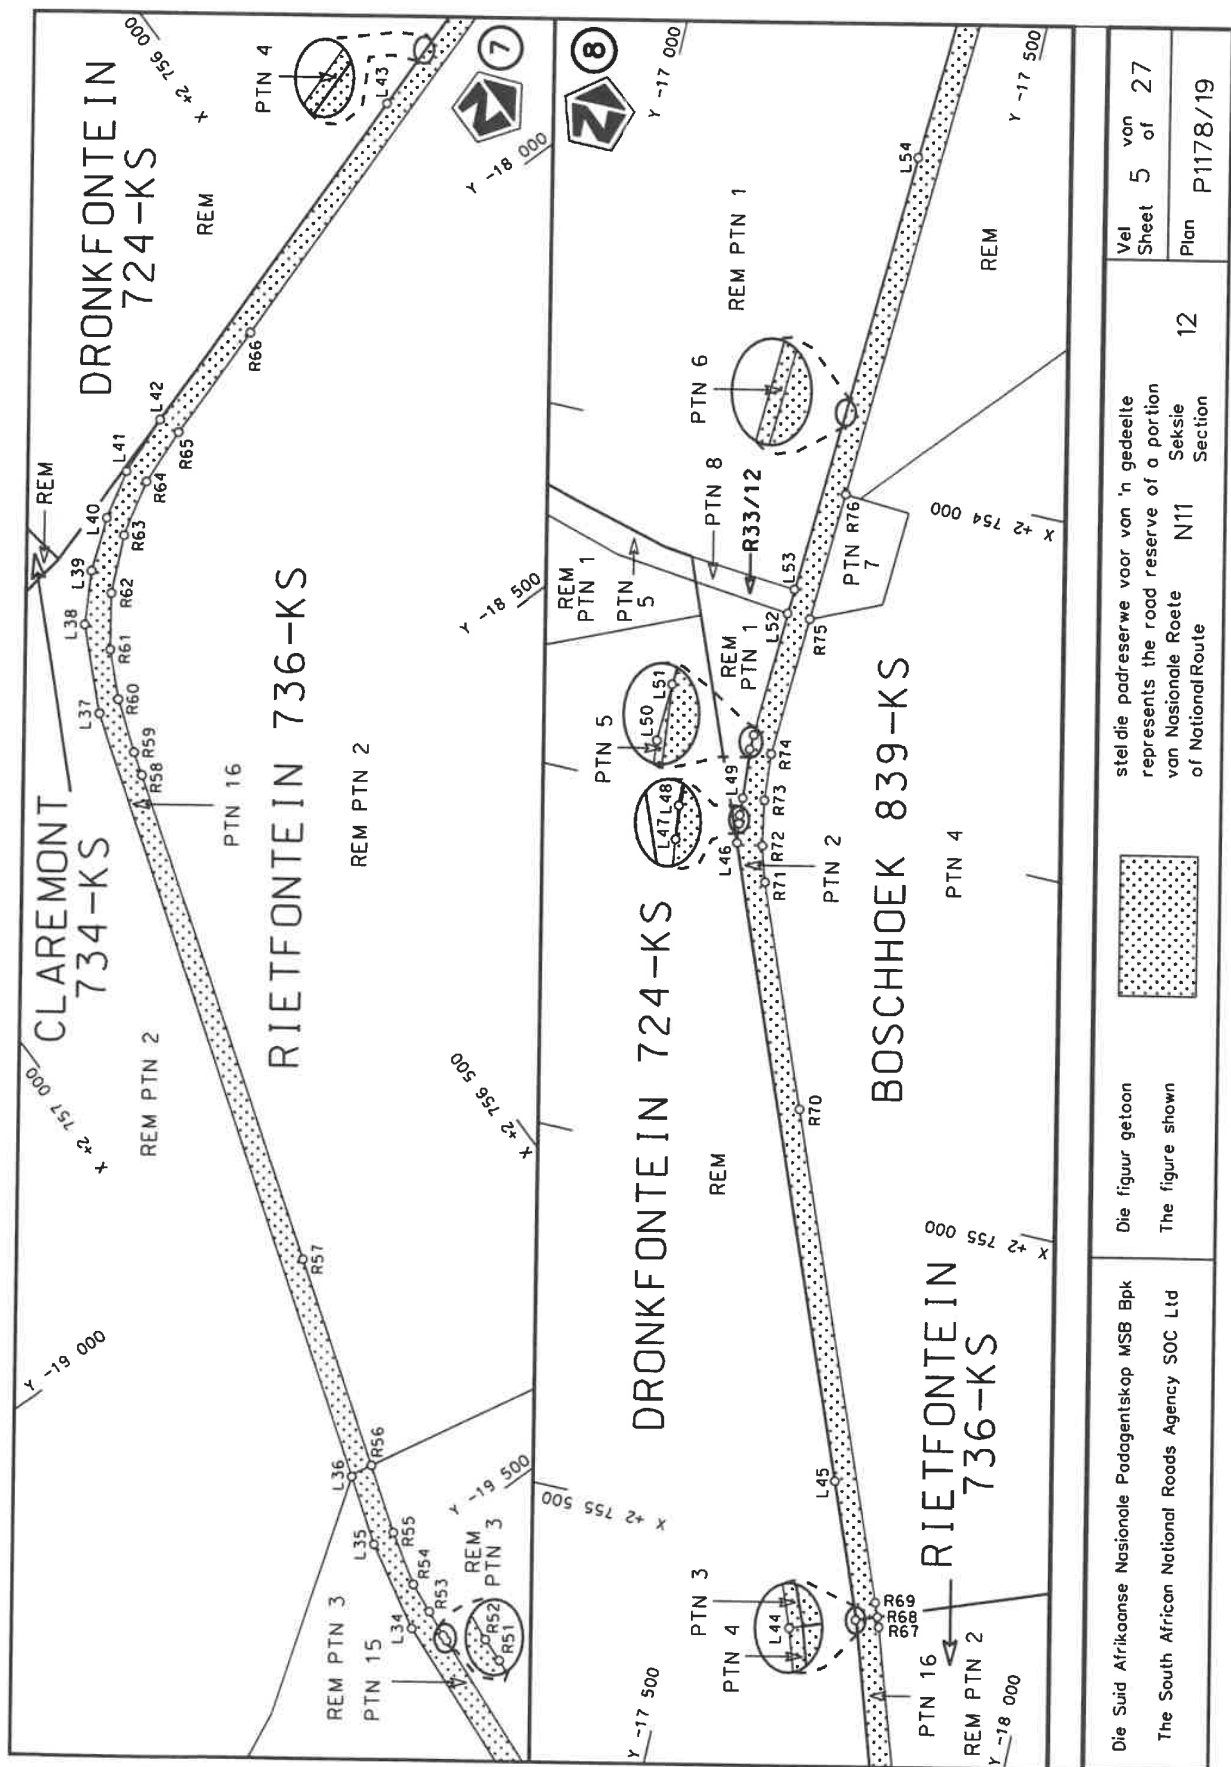 CLAREMONT
734-KS
REM
DRONKFONTEIN
724-KS
REM
X +2 756 000
PTN 4
L43
7
Y -18 000
L42
L41
L40
L39
L38
L37
R66
R65
R64
R63
R62
R61
R60
R59
R58
PTN 16
RIETFONTEIN 736-KS
REM PTN 2
Y -18 500
X +2 757 000
REM PTN 2
X +2 756 500
R57
Y -19 000
L36
R56
L35
R55
R54
R53
L34
Y -19 500
REM
PTN 3
R52
R51
REM PTN 3
PTN 15
8
Y -17 000
Y -17 500
L54
REM PTN 1
REM
PTN 6
PTN 8
R33/12
REM
PTN 1
PTN
5
L53
L52
R76
PTN
7
R75
X +2 754 000
REM
PTN 1
L51
L50
PTN 5
L49
L48
L47
L46
R74
R73
R72
R71
PTN 2
BOSCHHOEK 839-KS
PTN 4
DRONKFONTEIN 724-KS
REM
R70
X +2 755 000
L45
X +2 755 500
RIETFONTEIN
736-KS
PTN 3
PTN 4
L44
R69
R68
R67
PTN 16
REM PTN 2
Y -17 500
Y -18 000
Die Suid Afrikaanse Nasionale Padagentskap MSB Bpk
The South African National Roads Agency SOC Ltd
Die figuur getoon
The figure shown
stel die padreserwe voor van 'n gedeelte
represents the road reserve of a portion
van Nasionale Roete N11 Seksie 12
of National Route Section
Vel 5 van 27
Sheet of
Plan P1178/19